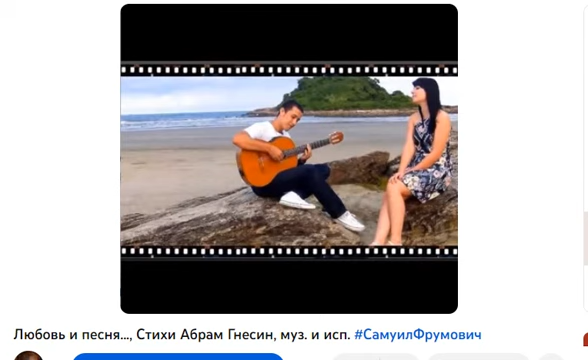 Любовь и песня..., Стихи Абрам Гнесин, муз. и исп. #СамуилФрумович